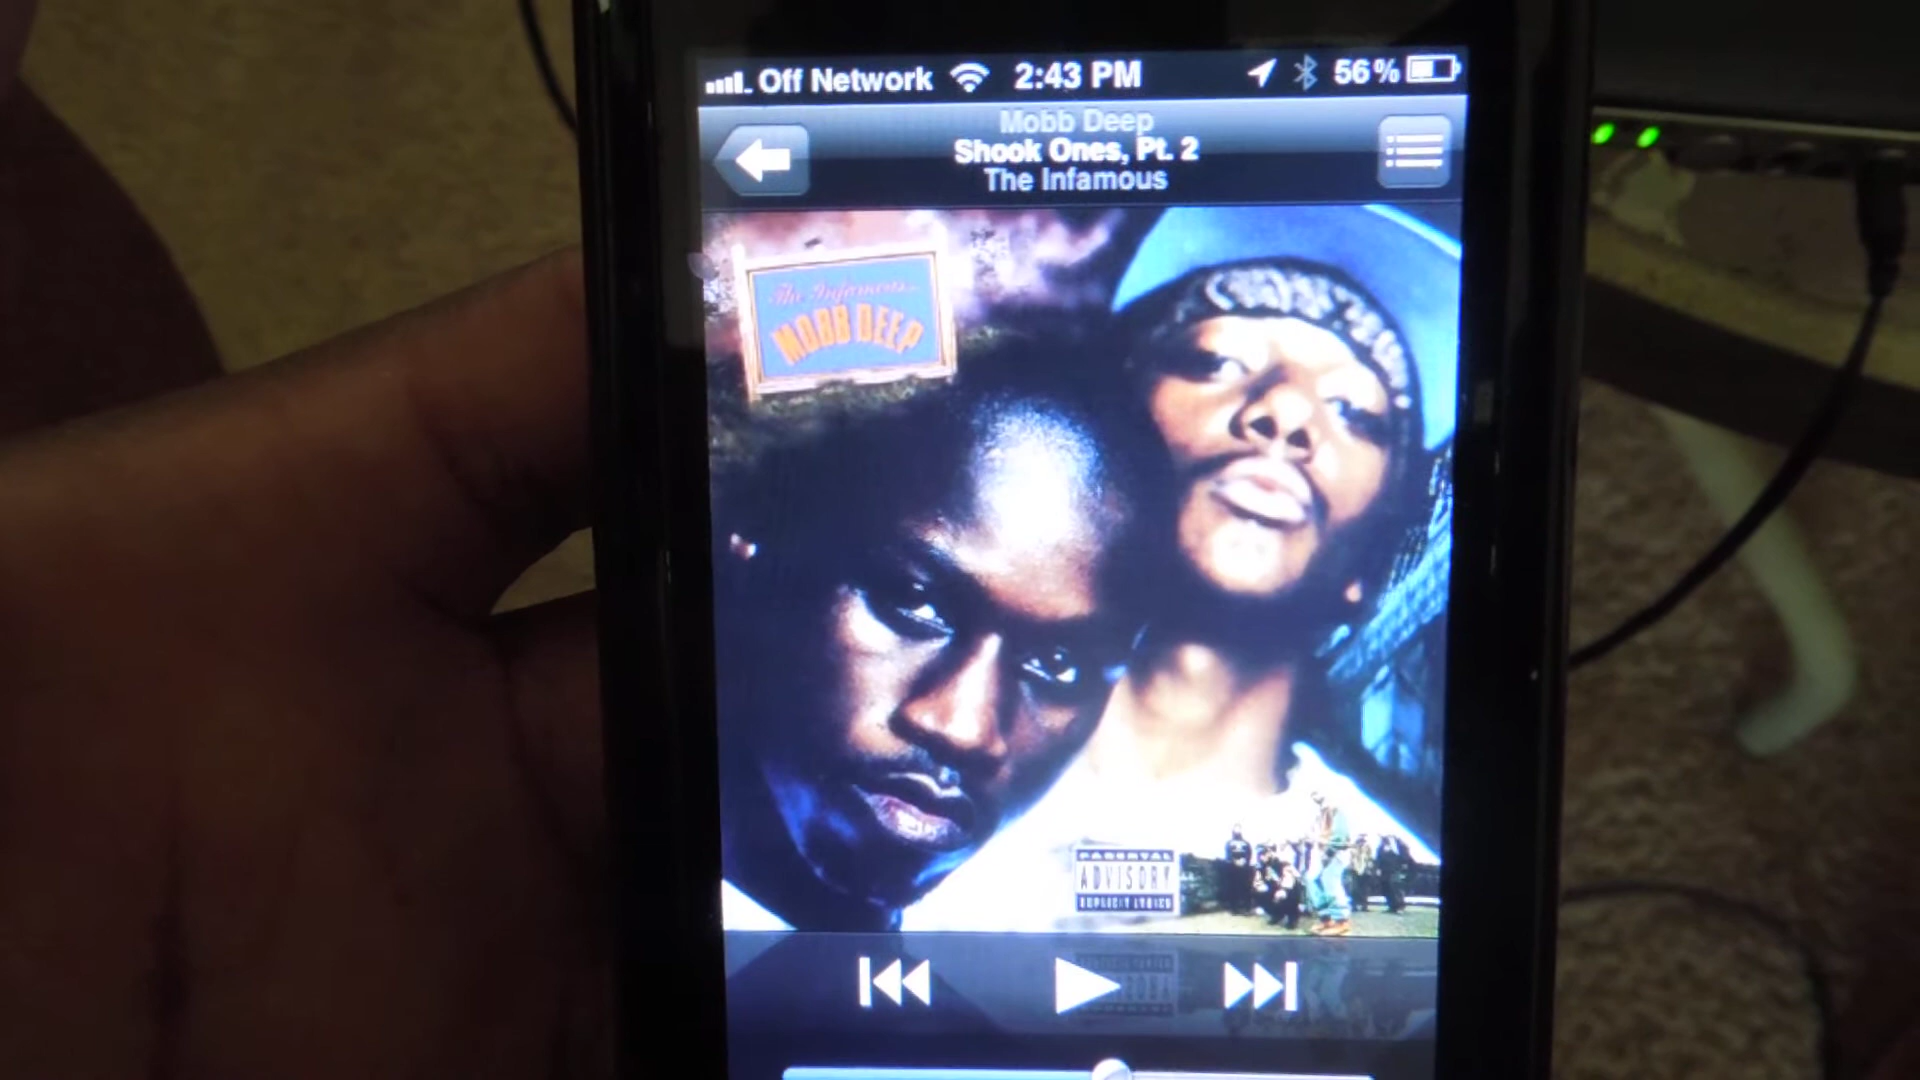 Off Network 2:43 PM 56%
Mobb Deep
Shook Ones, Pt. 2
The Infamous
The Infamous...
MOBB DEEP
PARENTAL
ADVISORY
EXPLICIT LYRICS